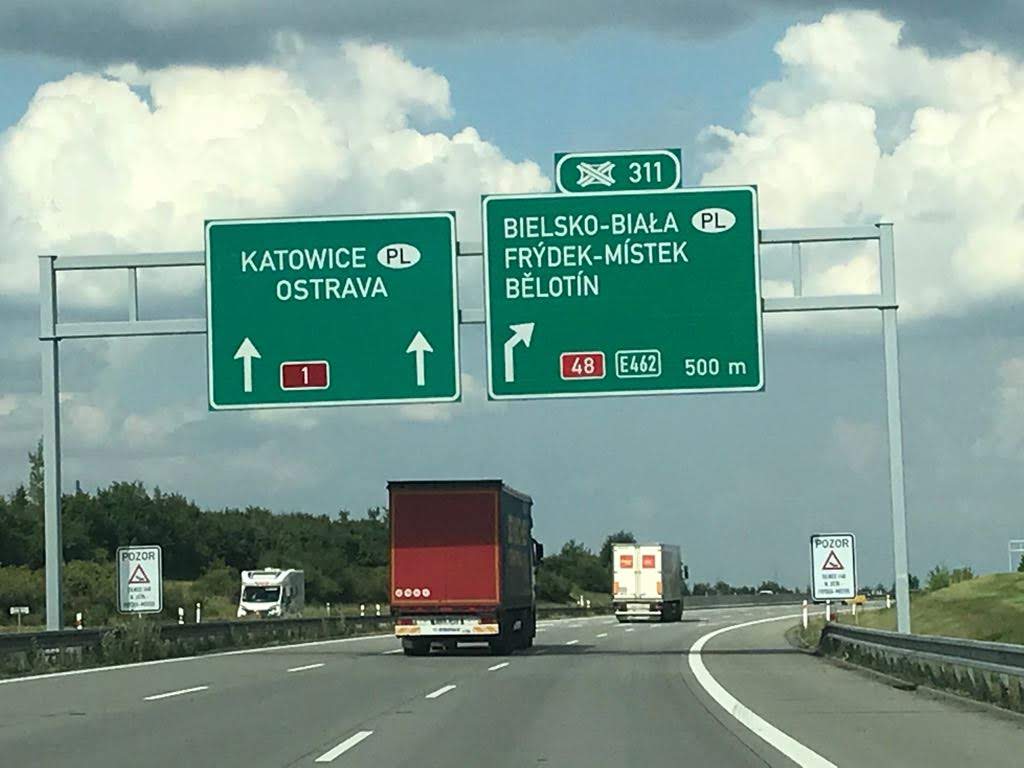 311
KATOWICE PL
OSTRAVA
1
BIELSKO-BIAŁA PL
FRÝDEK-MÍSTEK
BĚLOTÍN
48 E462 500 m
POZOR
POZOR